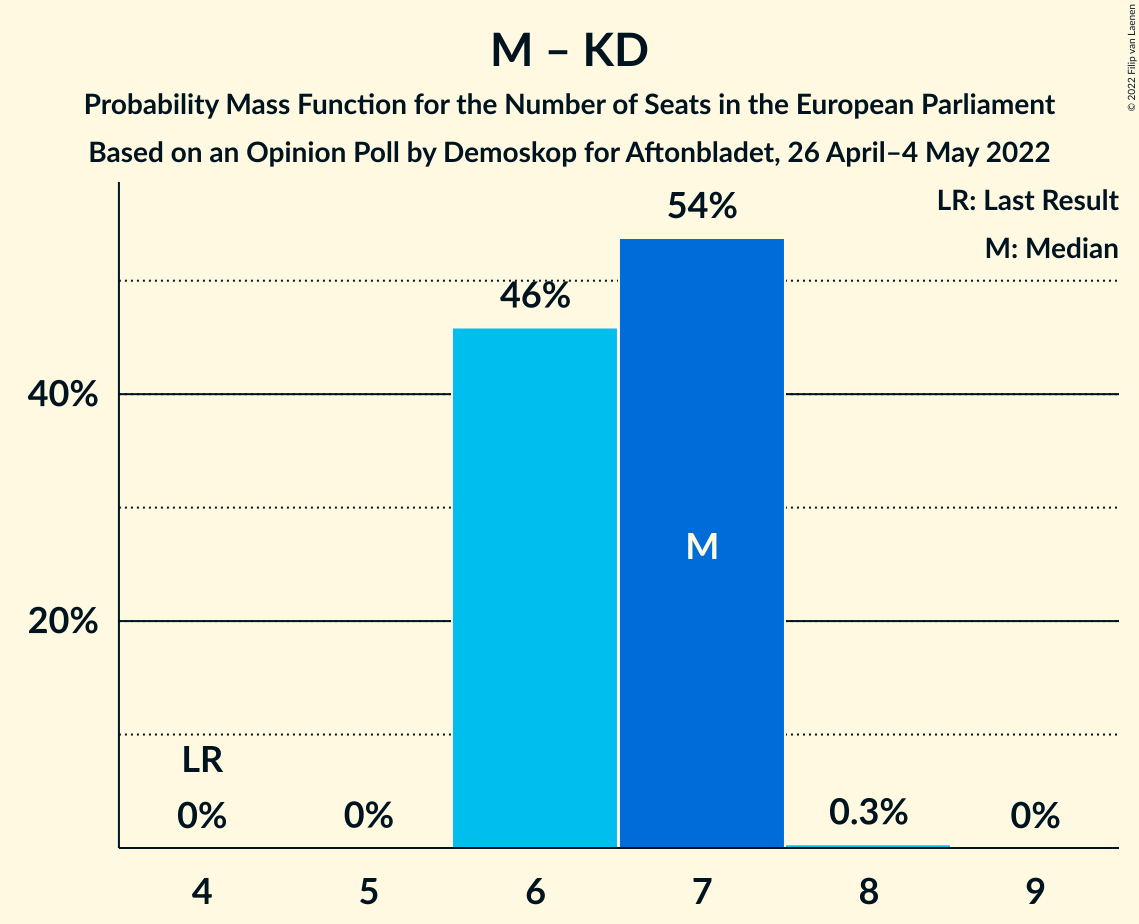 M – KD
Probability Mass Function for the Number of Seats in the European Parliament
Based on an Opinion Poll by Demoskop for Aftonbladet, 26 April–4 May 2022
© 2022 Filip van Laenen
LR: Last Result
M: Median
54%
46%
40%
M
20%
LR
0%
0%
0.3%
0%
4
5
6
7
8
9